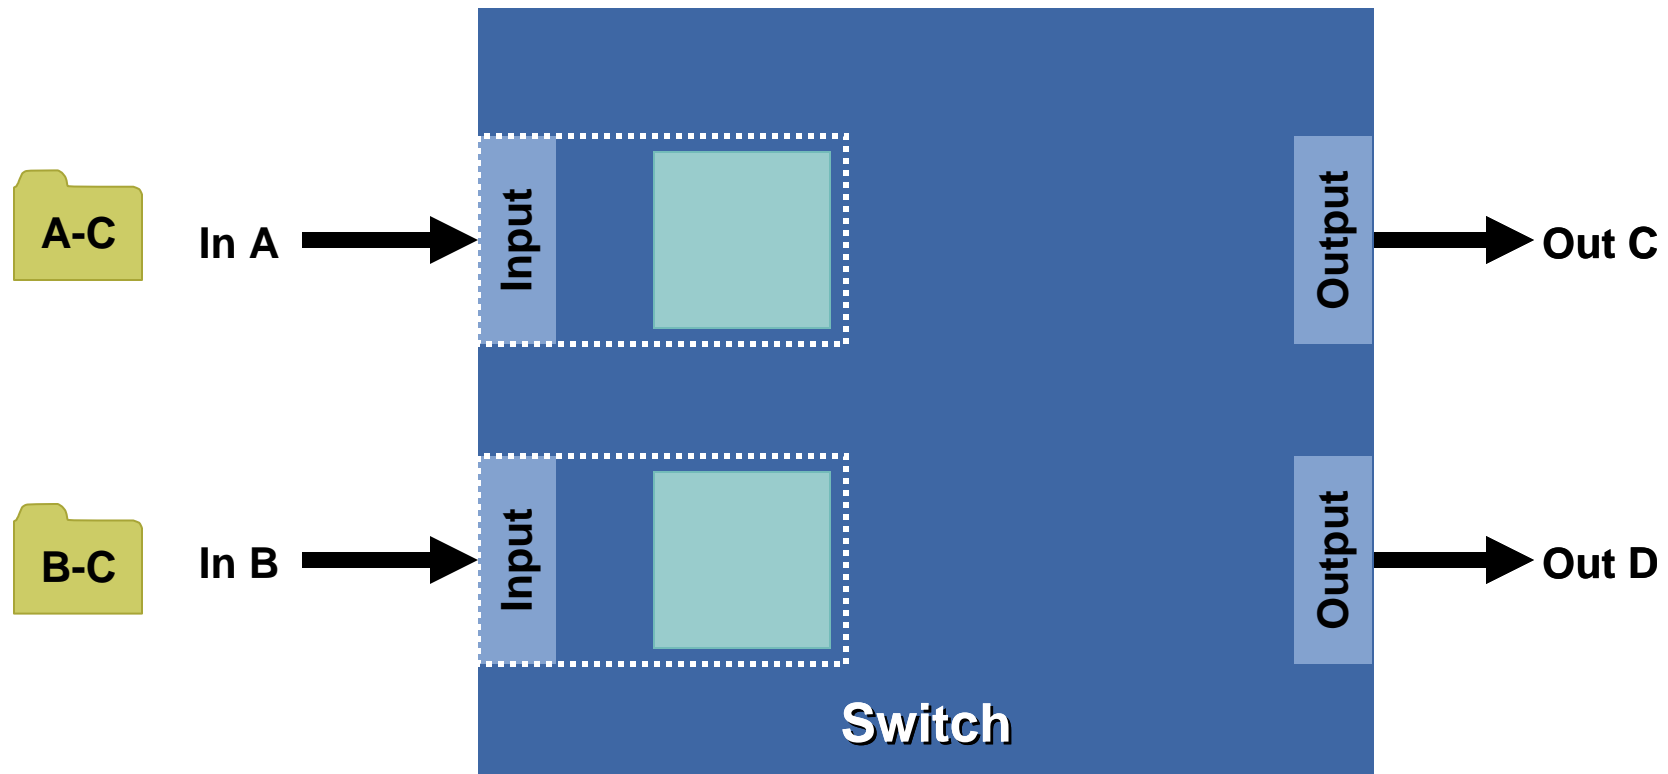 A-C
In A
Input
Output
Out C
B-C
In B
Input
Output
Out D
Switch